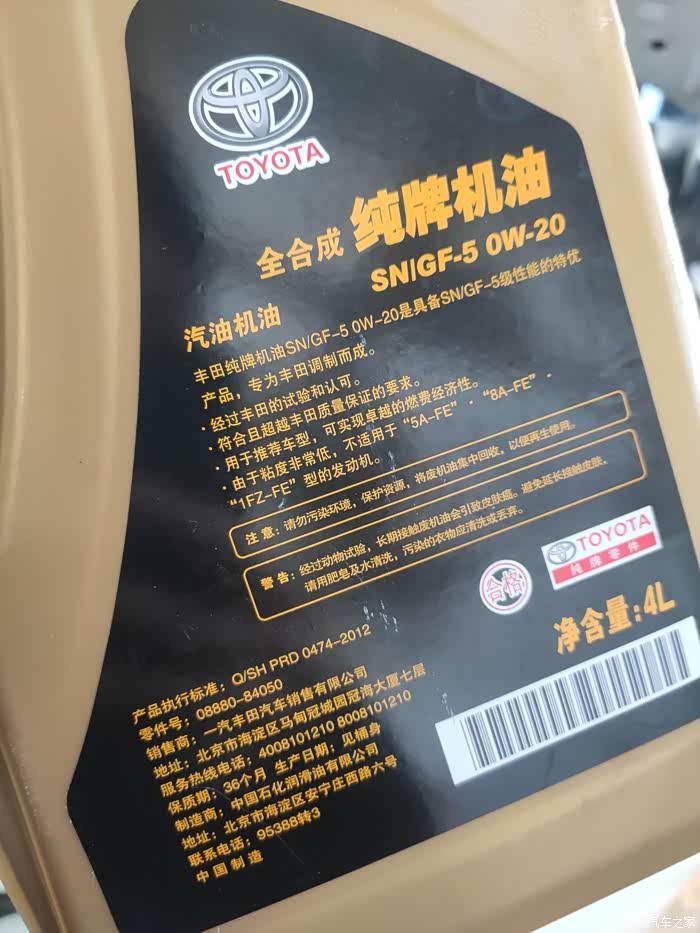 TOYOTA
全合成 纯牌机油
SN/GF-5 0W-20
汽油机油
丰田纯牌机油SN/GF-5 0W-20是具备SN/GF-5级性能的特优
产品，专为丰田调制而成。
· 经过丰田的试验和认可。
· 符合且超越丰田质量保证的要求。
· 用于推荐车型，可实现卓越的燃费经济性。
· 由于粘度非常低，不适用于“5A-FE”·“8A-FE”·
“1FZ-FE”型的发动机。
注 意：请勿污染环境，保护资源，将废机油集中回收，以便再生使用。
警 告：经过动物试验，长期接触废机油会引致皮肤癌。避免延长接触皮肤，
请用肥皂及水清洗，污染的衣物应清洗或丢弃。
合格
TOYOTA
纯牌零件
净含量：4L
产品执行标准：Q/SH PRD 0474-2012
零件号：08880-84050
销售商：一汽丰田汽车销售有限公司
地址：北京市海淀区马甸冠城园冠海大厦七层
服务热线电话：4008101210 8008101210
保质期：36个月 生产日期：见桶身
制造商：中国石化润滑油有限公司
地址：北京市海淀区安宁庄西路六号
联系电话：95388转3
中国制造
汽车之家